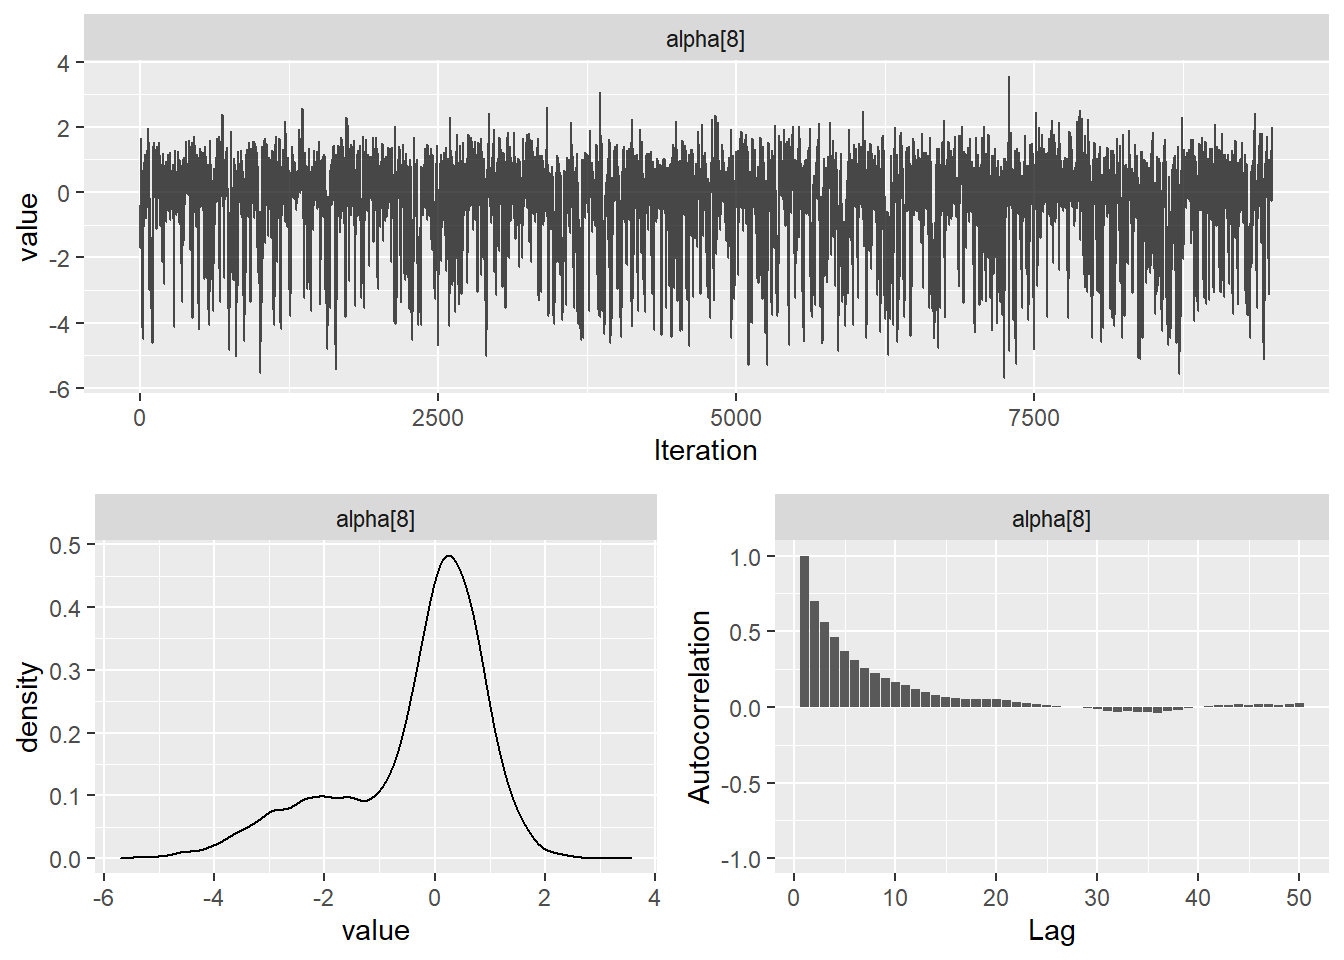 alpha[8]
4
2
0
-2
-4
-6
value
0 2500 5000 7500
Iteration
alpha[8]
0.5
0.4
0.3
0.2
0.1
0.0
density
-6 -4 -2 0 2 4
value
alpha[8]
1.0
0.5
0.0
-0.5
-1.0
Autocorrelation
0 10 20 30 40 50
Lag